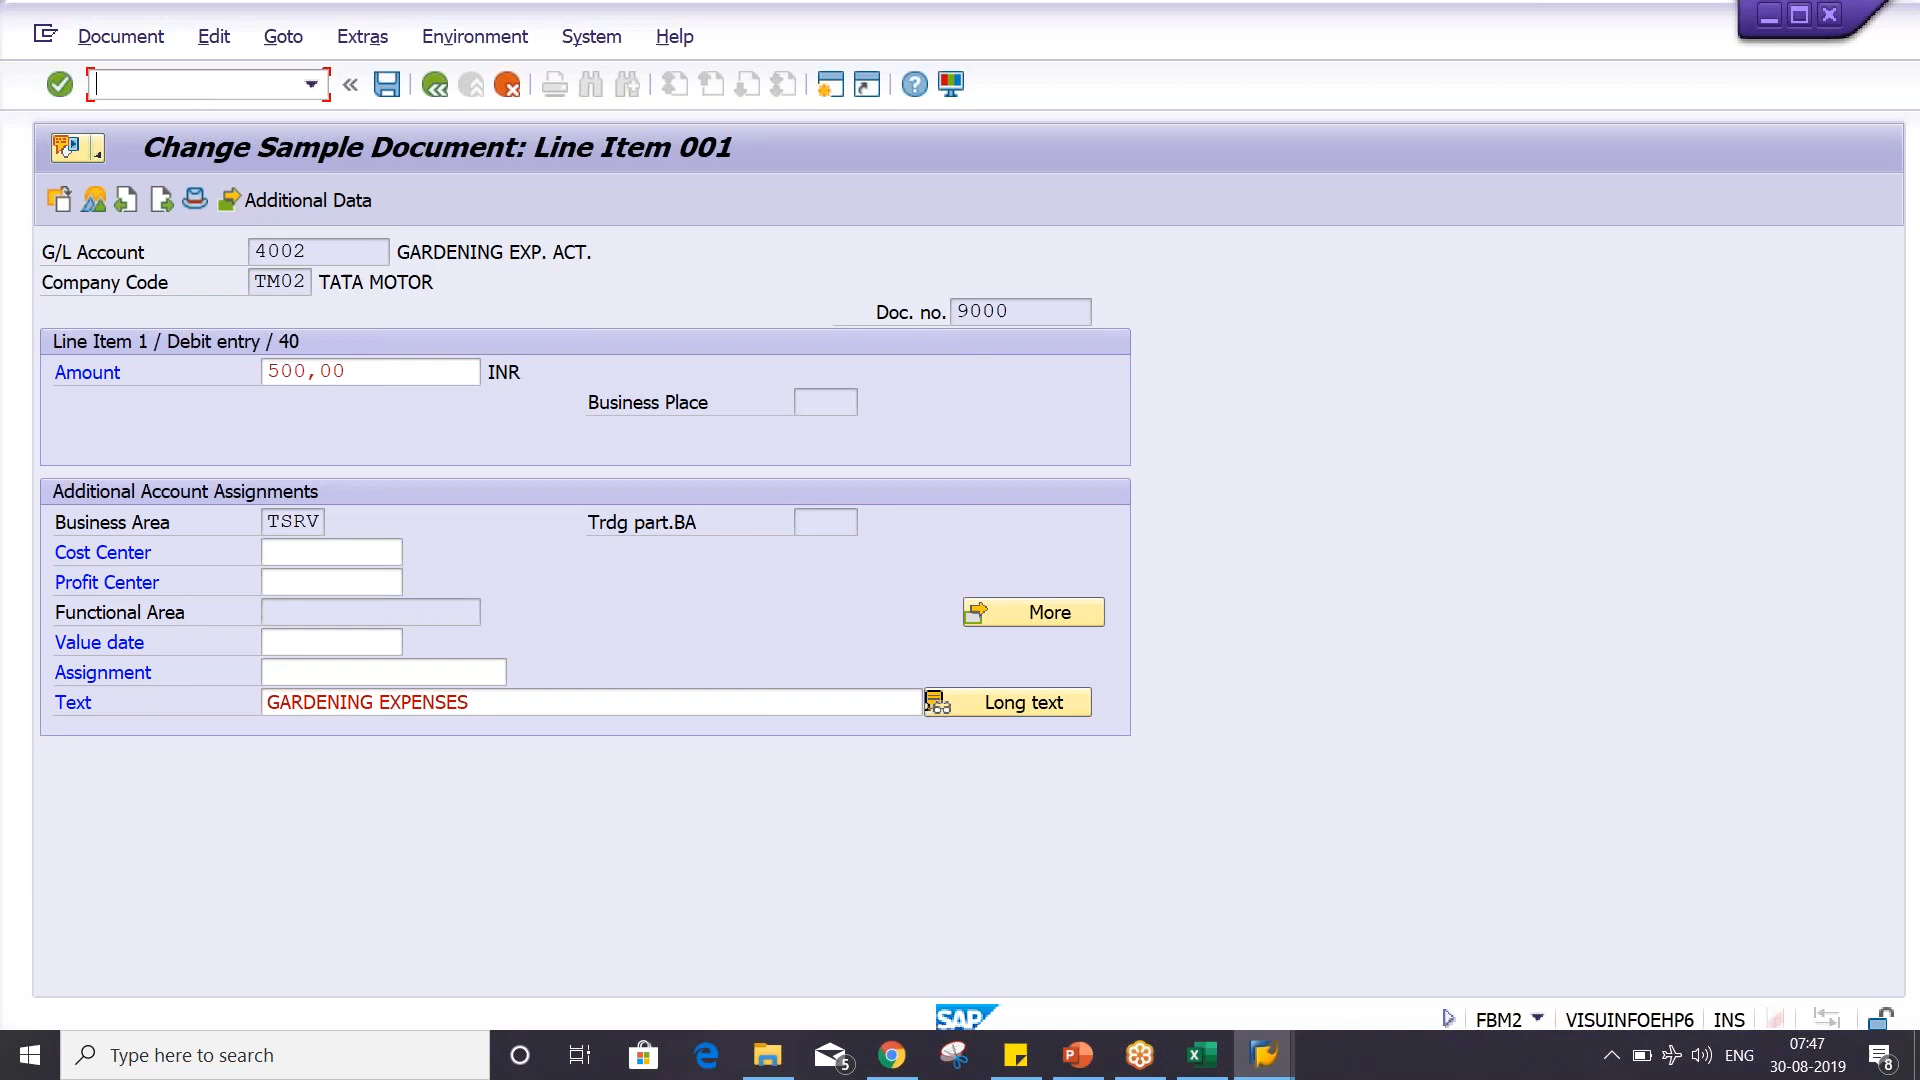 Document Edit Goto Extras Environment System Help
Change Sample Document: Line Item 001
Additional Data
G/L Account 4002 GARDENING EXP. ACT.
Company Code TM02 TATA MOTOR
Doc. no. 9000
Line Item 1 / Debit entry / 40
Amount 500,00 INR
Business Place
Additional Account Assignments
Business Area TSRV Trdg part.BA
Cost Center
Profit Center
Functional Area More
Value date
Assignment
Text GARDENING EXPENSES Long text
SAP
FBM2 VISUINFOEHP6 INS
Type here to search 5 ENG 07:47
30-08-2019 8